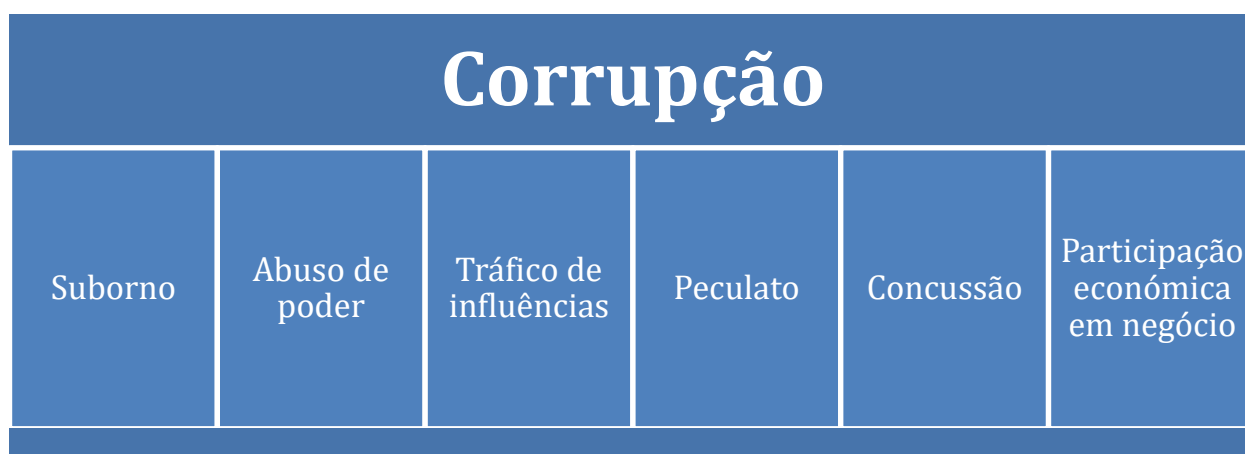 Corrupção
Suborno
Abuso de
poder
Tráfico de
influências
Peculato
Concussão
Participação
económica
em negócio